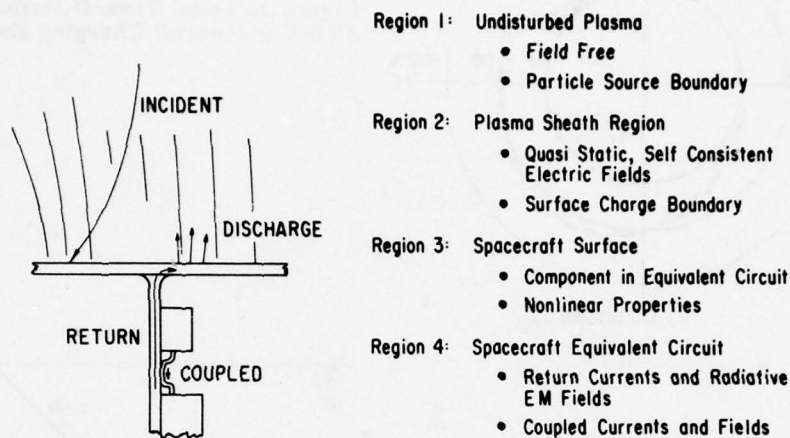 INCIDENT
DISCHARGE
RETURN
COUPLED
Region 1: Undisturbed Plasma
• Field Free
• Particle Source Boundary
Region 2: Plasma Sheath Region
• Quasi Static, Self Consistent
Electric Fields
• Surface Charge Boundary
Region 3: Spacecraft Surface
• Component in Equivalent Circuit
• Nonlinear Properties
Region 4: Spacecraft Equivalent Circuit
• Return Currents and Radiative
EM Fields
• Coupled Currents and Fields